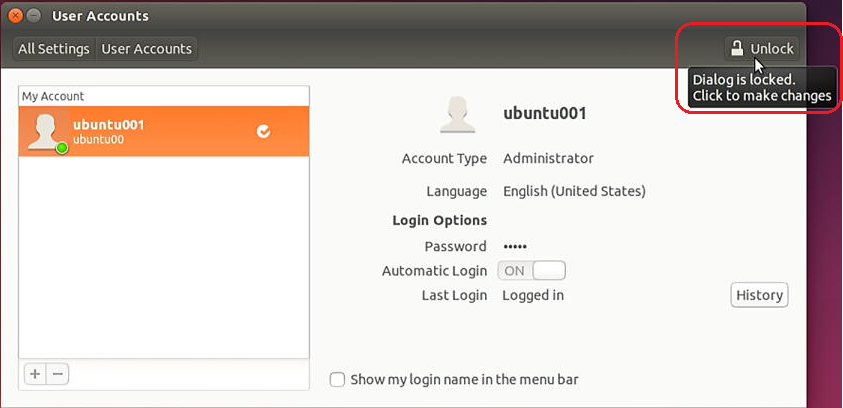 User Accounts
All Settings
User Accounts
Unlock
Dialog is locked.
Click to make changes
My Account
ubuntu001
ubuntu00
ubuntu001
Account Type Administrator
Language English (United States)
Login Options
Password •••••
Automatic Login ON
Last Login Logged in
History
Show my login name in the menu bar